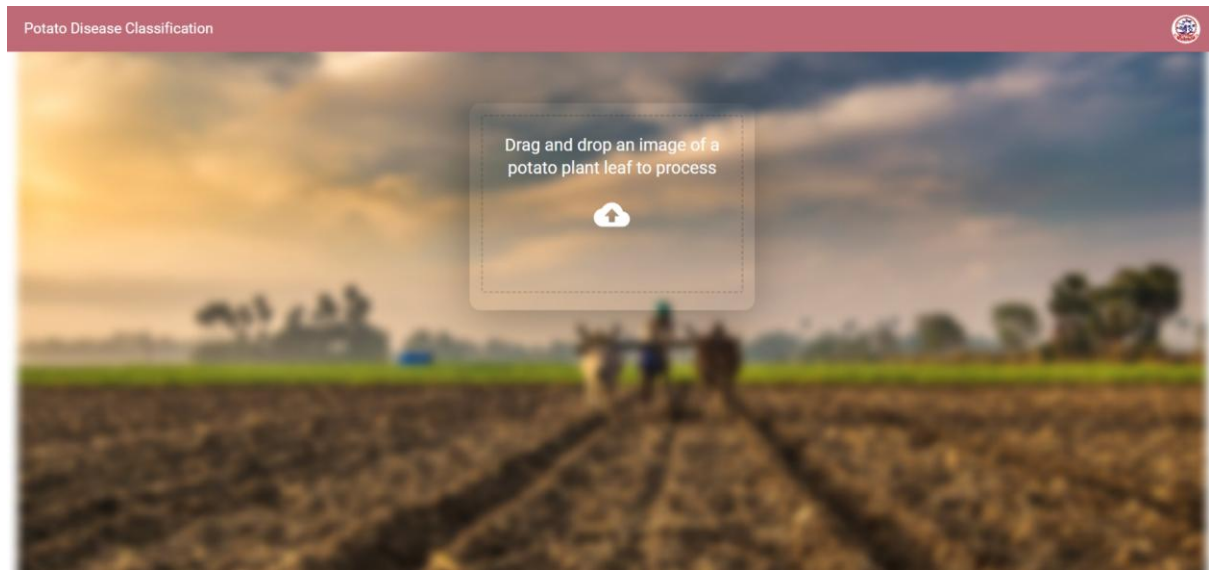 Potato Disease Classification
Drag and drop an image of a
potato plant leaf to process